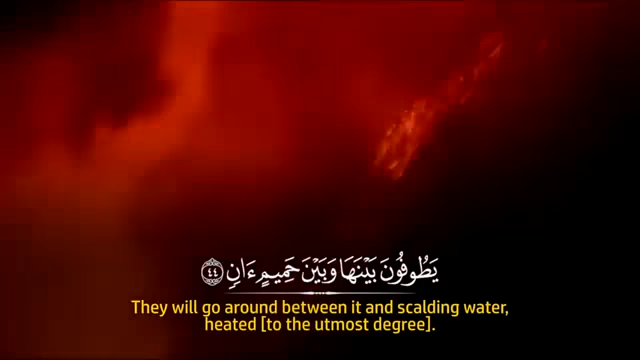 يَطُوفُونَ بَيْنَهَا وَبَيْنَ حَمِيمٍ ءَانٍ ٤٤
They will go around between it and scalding water,
heated [to the utmost degree].